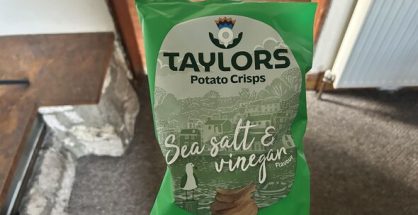 TAYLORS
Potato Crisps
Sea salt &
vinegar
Flavour